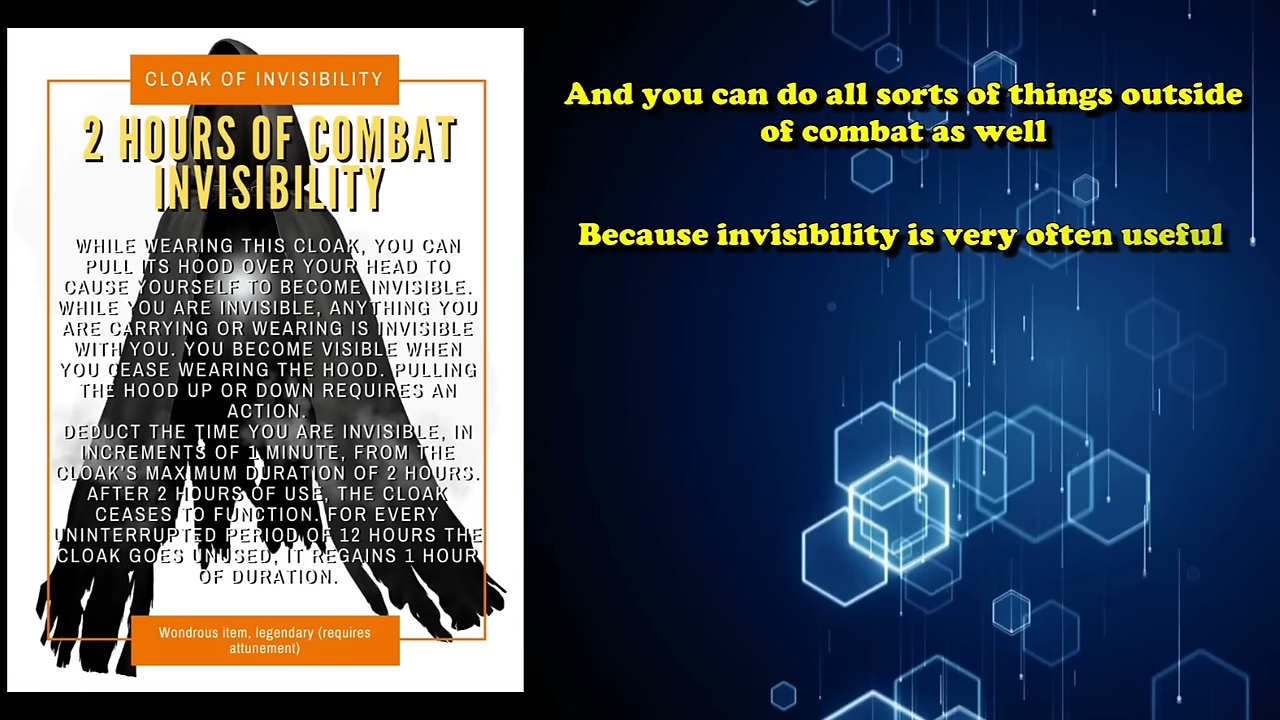 CLOAK OF INVISIBILITY
2 HOURS OF COMBAT
INVISIBILITY
WHILE WEARING THIS CLOAK, YOU CAN
PULL ITS HOOD OVER YOUR HEAD TO
CAUSE YOURSELF TO BECOME INVISIBLE.
WHILE YOU ARE INVISIBLE, ANYTHING YOU
ARE CARRYING OR WEARING IS INVISIBLE
WITH YOU. YOU BECOME VISIBLE WHEN
YOU CEASE WEARING THE HOOD. PULLING
THE HOOD UP OR DOWN REQUIRES AN
ACTION.
DEDUCT THE TIME YOU ARE INVISIBLE, IN
INCREMENTS OF 1 MINUTE, FROM THE
CLOAK'S MAXIMUM DURATION OF 2 HOURS.
AFTER 2 HOURS OF USE, THE CLOAK
CEASES TO FUNCTION. FOR EVERY
UNINTERRUPTED PERIOD OF 12 HOURS THE
CLOAK GOES UNUSED, IT REGAINS 1 HOUR
OF DURATION.
Wondrous item, legendary (requires
attunement)
And you can do all sorts of things outside
of combat as well
Because invisibility is very often useful